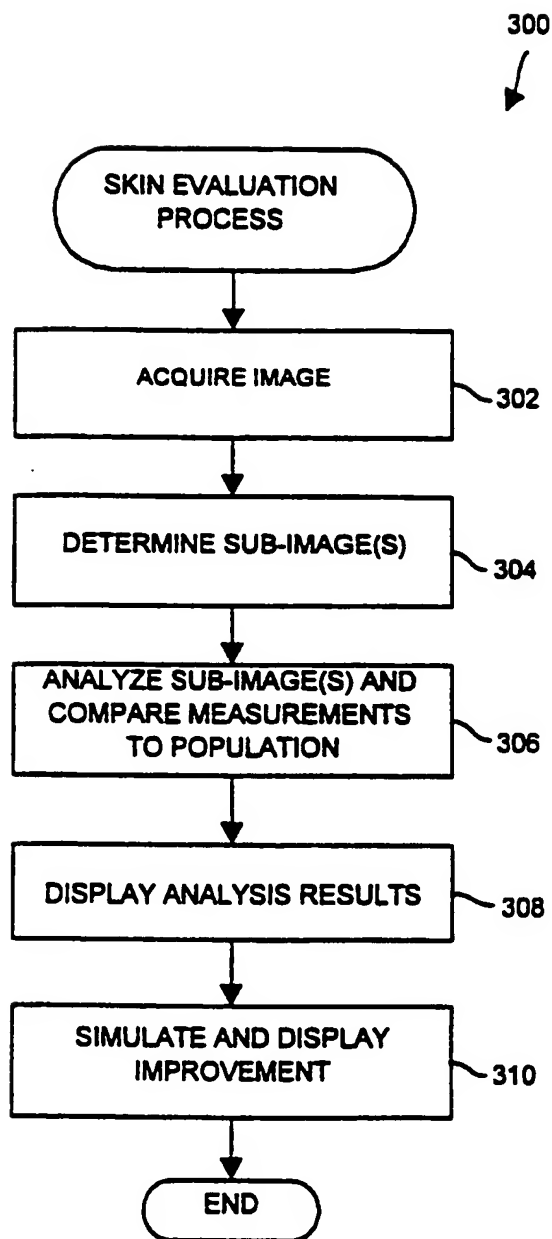 300
SKIN EVALUATION
PROCESS
ACQUIRE IMAGE
302
DETERMINE SUB-IMAGE(S)
304
ANALYZE SUB-IMAGE(S) AND
COMPARE MEASUREMENTS
TO POPULATION
306
DISPLAY ANALYSIS RESULTS
308
SIMULATE AND DISPLAY
IMPROVEMENT
310
END